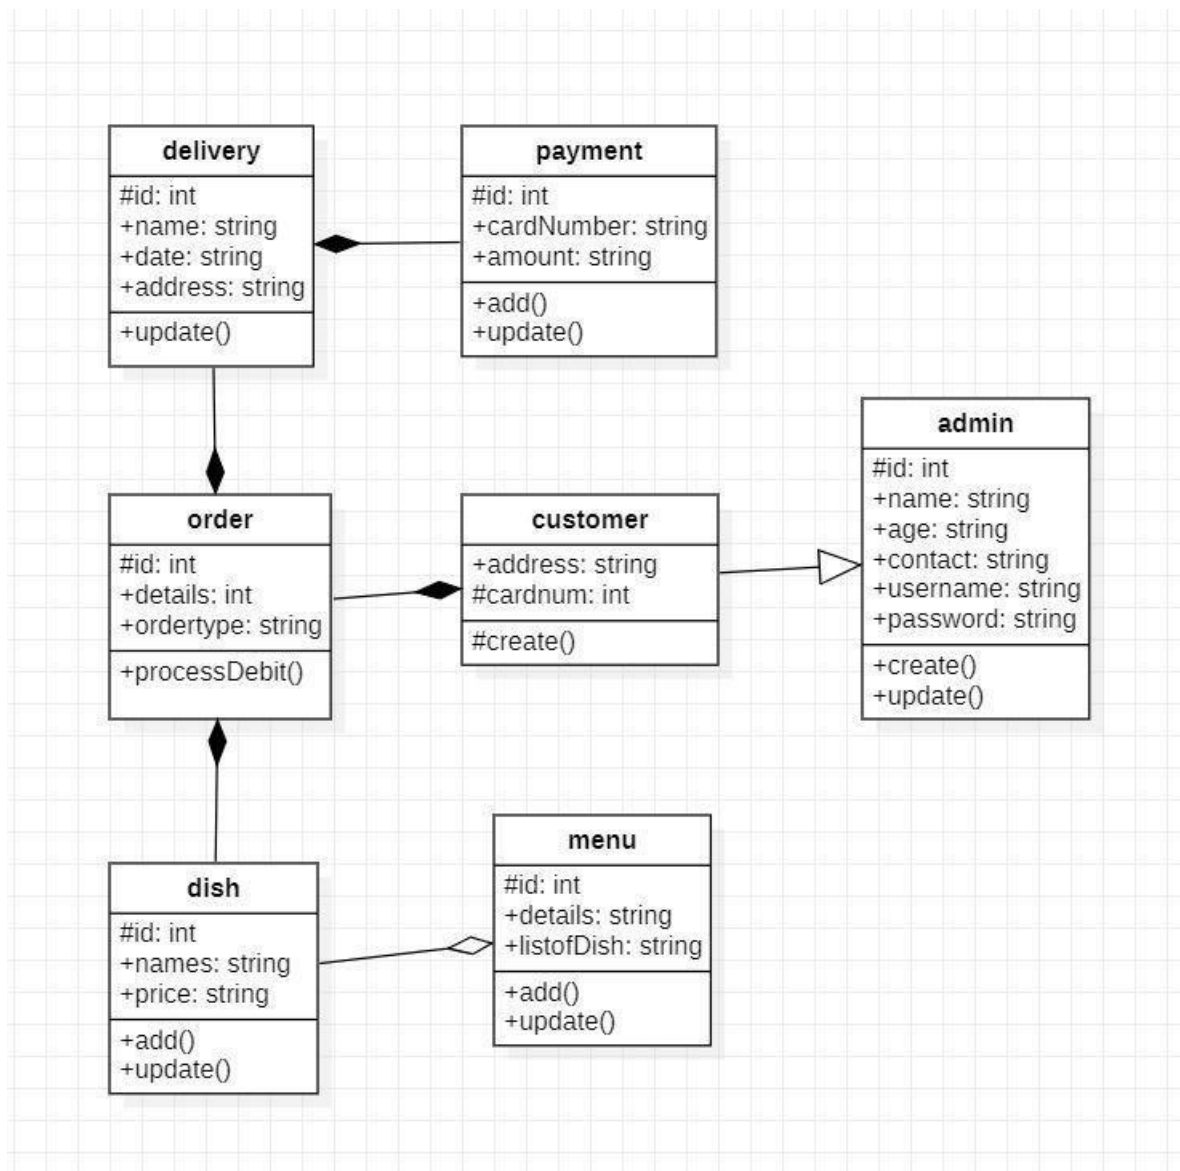 delivery
#id: int
+name: string
+date: string
+address: string
+update()
payment
#id: int
+cardNumber: string
+amount: string
+add()
+update()
admin
#id: int
+name: string
+age: string
+contact: string
+username: string
+password: string
+create()
+update()
order
#id: int
+details: int
+ordertype: string
+processDebit()
customer
+address: string
#cardnum: int
#create()
menu
#id: int
+details: string
+listofDish: string
+add()
+update()
dish
#id: int
+names: string
+price: string
+add()
+update()